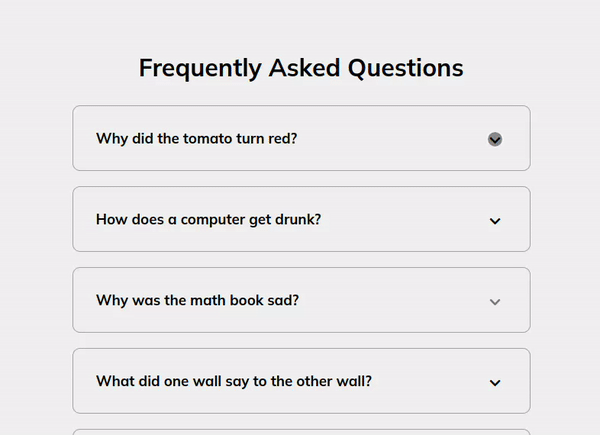 Frequently Asked Questions
Why did the tomato turn red?
How does a computer get drunk?
Why was the math book sad?
What did one wall say to the other wall?